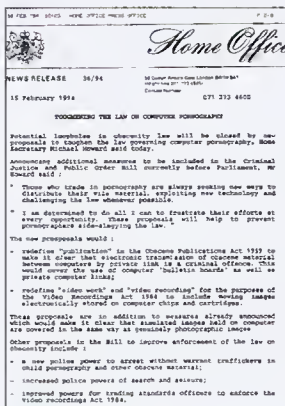 Home Office
NEWS RELEASE 36/94
50 Queen Anne's Gate London SW1H 9AT
15 February 1994 071 273 4600
TOUGHENING THE LAW ON COMPUTER PORNOGRAPHY
Potential loopholes in obscenity law will be closed by new
proposals to toughen the law governing computer pornography, Home
Secretary Michael Howard said today.
Announcing additional measures to be included in the Criminal
Justice and Public Order Bill currently before Parliament, Mr
Howard said :
" Those who trade in pornography are always seeking new ways to
distribute their vile material, exploiting new technology and
challenging the law whenever possible.
" I am determined to do all I can to frustrate their efforts at
every opportunity. These proposals will help to prevent
pornographers side-stepping the law. "
The new proposals would :
- redefine "publication" in the Obscene Publications Act 1959 to
make it clear that electronic transmission of obscene material
between computers by private link is a criminal offence. This
would cover the use of computer 'bulletin boards' as well as
private computer links;
- redefine "video work" and "video recording" for the purposes of
the Video Recordings Act 1984 to include moving images
electronically stored on computer chips and cartridges.
These proposals are in addition to measures already announced
which would make it clear that simulated images held on computer
are covered in the same way as genuinely photographic images
Other proposals in the Bill to improve enforcement of the law on
obscenity include :
- a new police power to arrest without warrant traffickers in
child pornography and other obscene material;
- increased police powers of search and seizure;
- improved powers for trading standards officers to enforce the
Video recordings Act 1984.